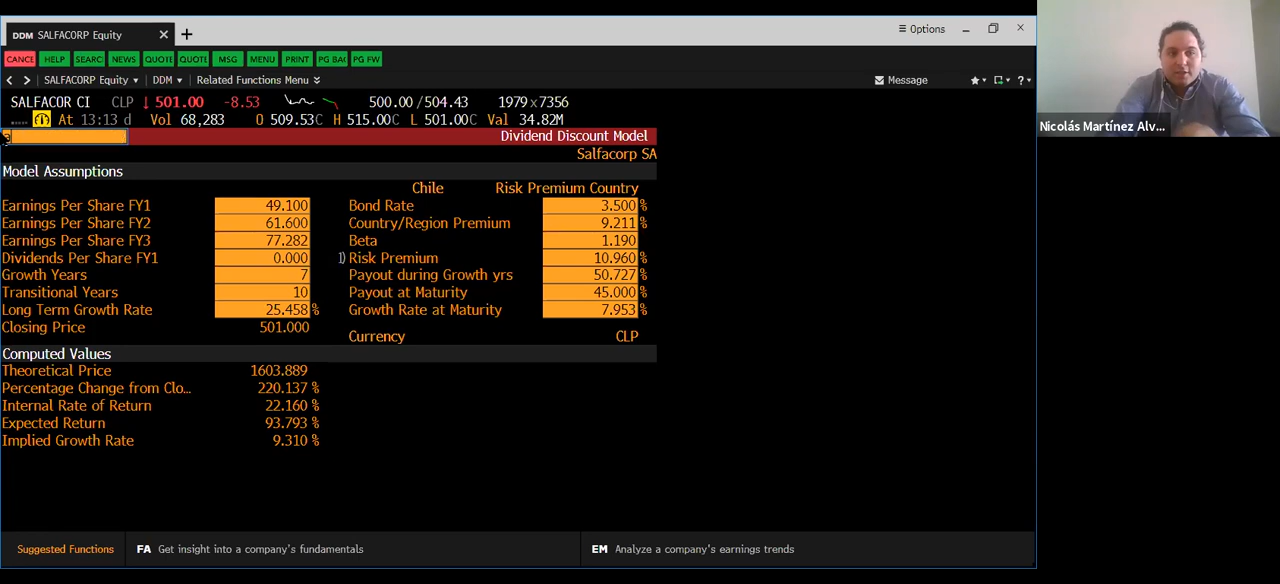 DDM SALFACORP Equity
Options
CANCE HELP SEARC NEWS QUOTE QUOTE MSG MENU PRINT PG BAC PG FW
SALFACORP Equity DDM Related Functions Menu Message
SALFACOR CI CLP 501.00 -8.53 500.00/504.43 1979x7356
At 13:13 d Vol 68,283 O 509.53C H 515.00C L 501.00C Val 34.82M
Dividend Discount Model
Salfacorp SA
Model Assumptions
Chile Risk Premium Country
Earnings Per Share FY1 49.100 Bond Rate 3.500 %
Earnings Per Share FY2 61.600 Country/Region Premium 9.211 %
Earnings Per Share FY3 77.282 Beta 1.190
Dividends Per Share FY1 0.000 1) Risk Premium 10.960 %
Growth Years 7 Payout during Growth yrs 50.727 %
Transitional Years 10 Payout at Maturity 45.000 %
Long Term Growth Rate 25.458 % Growth Rate at Maturity 7.953 %
Closing Price 501.000
Currency CLP
Computed Values
Theoretical Price 1603.889
Percentage Change from Clo... 220.137 %
Internal Rate of Return 22.160 %
Expected Return 93.793 %
Implied Growth Rate 9.310 %
Suggested Functions FA Get insight into a company's fundamentals EM Analyze a company's earnings trends
Nicolás Martínez Alv...